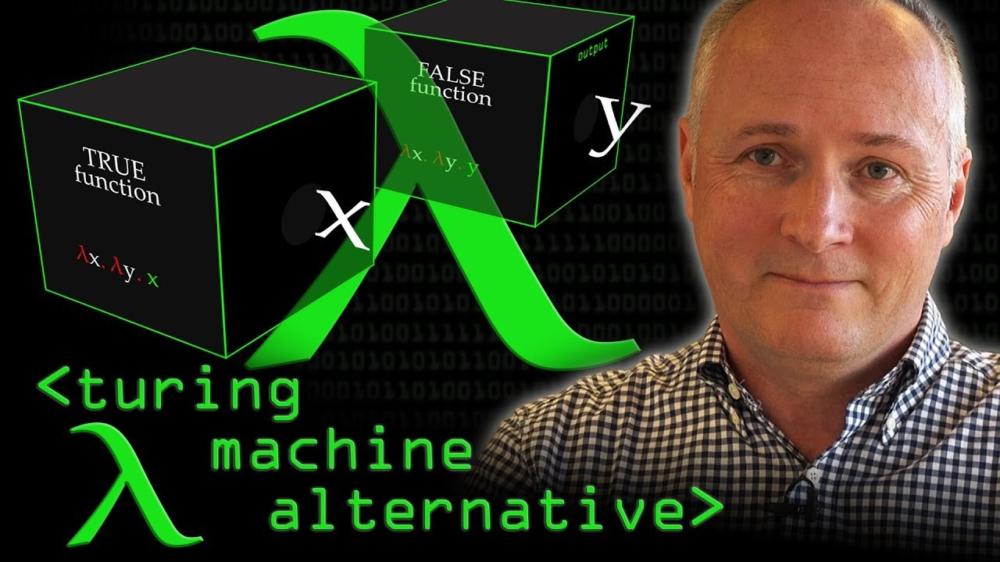 TRUE
function
λx. λy. x
x
FALSE
function
λx. λy. y
output
y
λ
<turing
machine
alternative>
λ